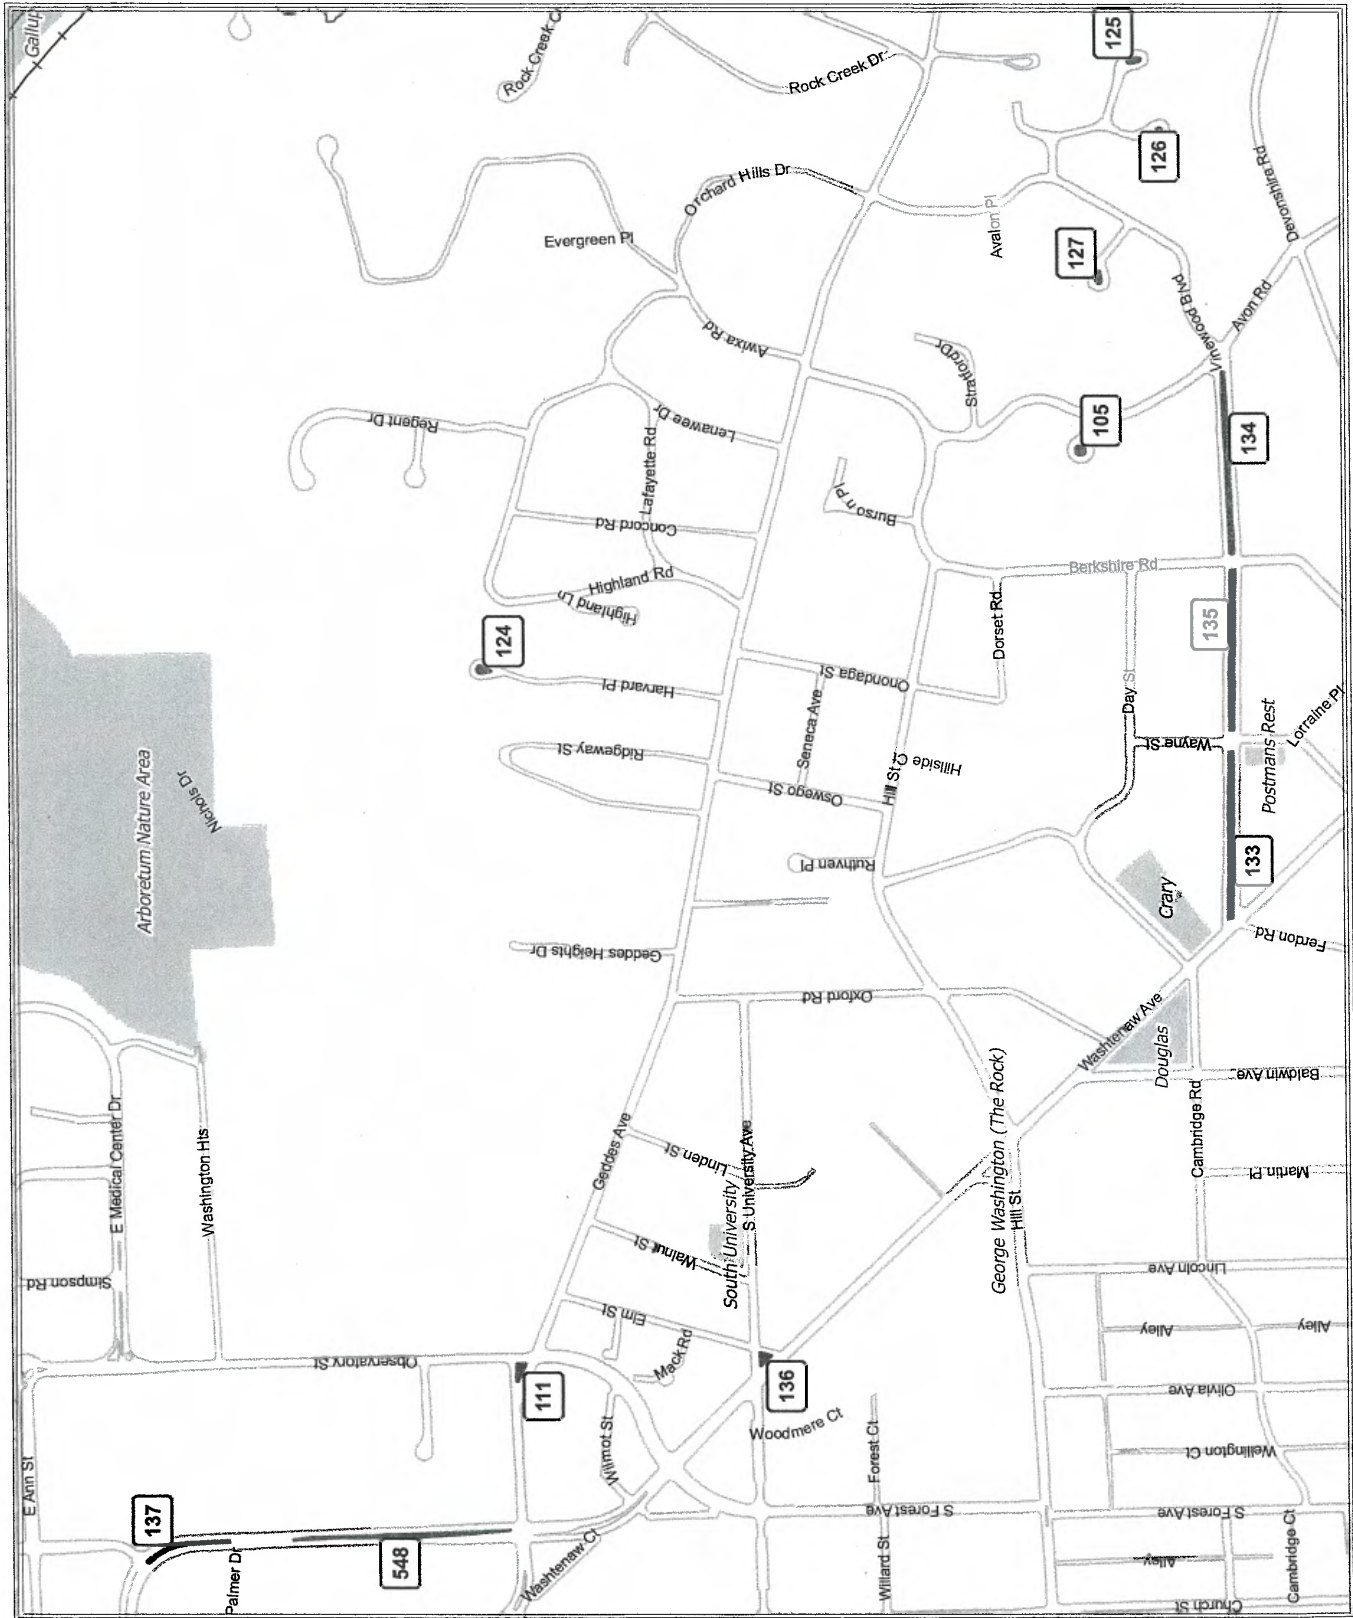 Gallup
Rock Creek C
Rock Creek Dr
125
126
Orchard Hills Dr
Evergreen Pl
Avalon Pl
127
Devonshire Rd
Vinewood Blvd
Avon Rd
Awixa Rd
Stratford Dr
Regent Dr
Lenawee Dr
Lafayette Rd
105
134
Burson Pl
Concord Rd
Highland Rd
Highland Ln
Berkshire Rd
124
135
Dorset Rd
Harvard Pl
Onondaga St
Day St
Seneca Ave
Wayne St
Lorraine Pl
Postmans Rest
Ridgeway St
Hillside Ct
Oswego St
Hill St
Arboretum Nature Area
Nichols Dr
Ruthven Pl
133
Crary
Ferdon Rd
Geddes Heights Dr
Oxford Rd
Washtenaw Ave
Douglas
Baldwin Ave
Cambridge Rd
George Washington (The Rock)
E Medical Center Dr
Washington Hts
Geddes Ave
Linden St
S University Ave
South University
Martin Pl
Hill St
Walnut St
Simpson Rd
Lincoln Ave
Elm St
Alley
Alley
Observatory St
Mack Rd
111
136
Olivia Ave
Woodmere Ct
Wellington Ct
E Ann St
Wilmot St
Forest Ct
S Forest Ave
S Forest Ave
137
548
Palmer Dr
Washtenaw Ct
Willard St
Alley
Cambridge Ct
Church St